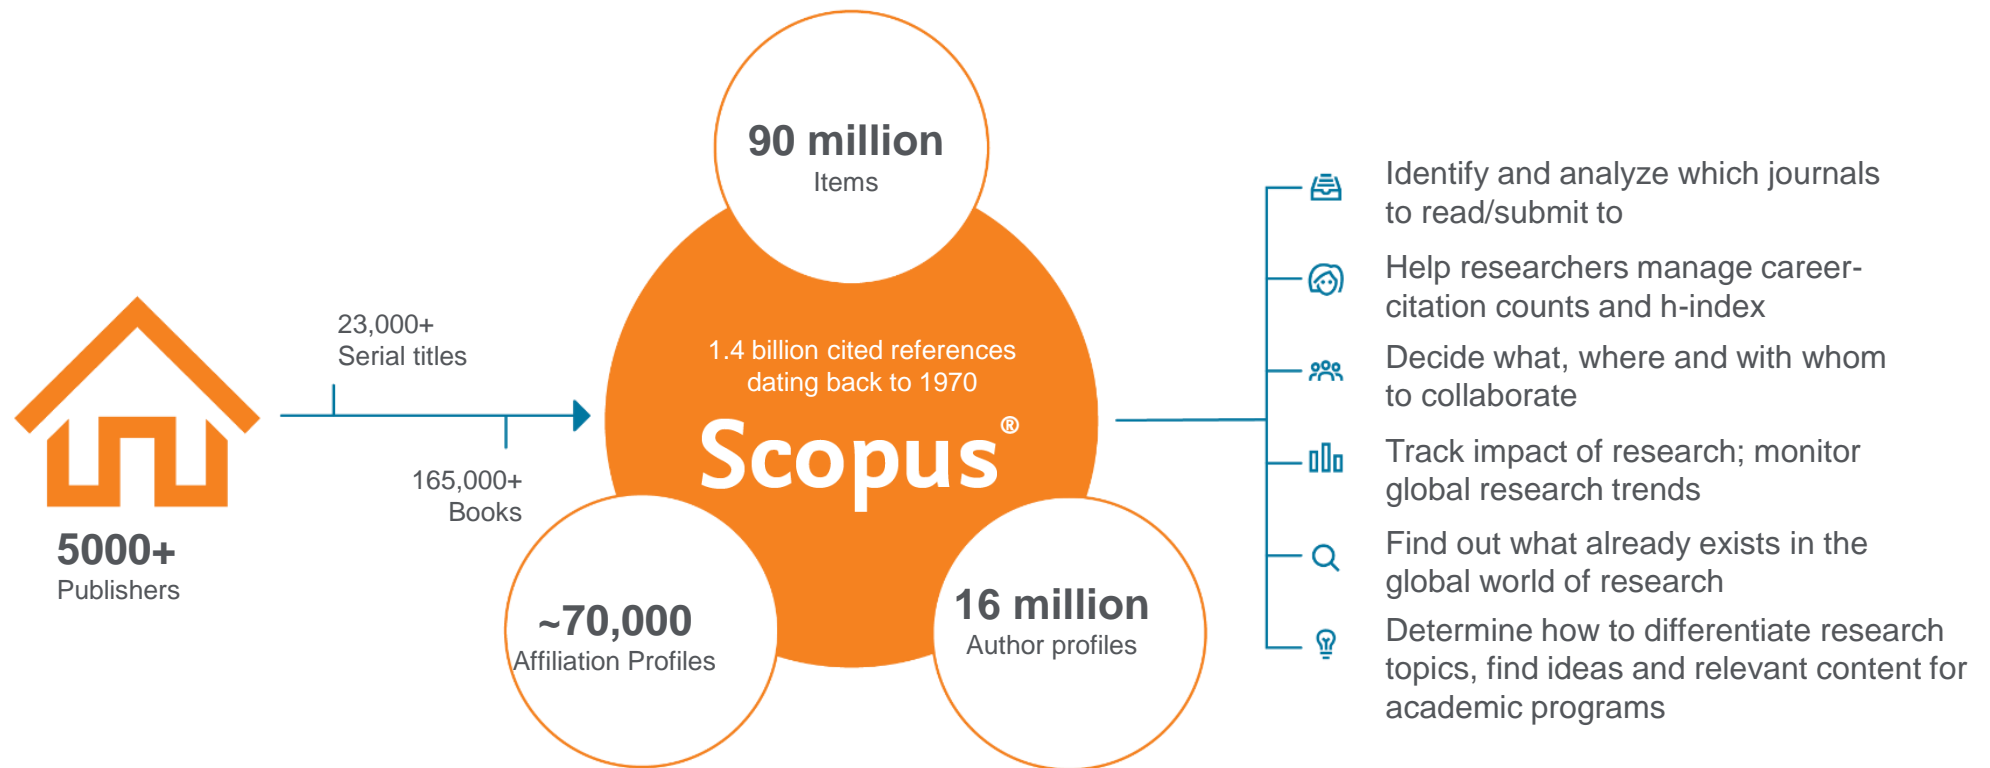 5000+
Publishers
23,000+
Serial titles
165,000+
Books
90 million
Items
1.4 billion cited references
dating back to 1970
Scopus®
~70,000
Affiliation Profiles
16 million
Author profiles
Identify and analyze which journals
to read/submit to
Help researchers manage career-
citation counts and h-index
Decide what, where and with whom
to collaborate
Track impact of research; monitor
global research trends
Find out what already exists in the
global world of research
Determine how to differentiate research
topics, find ideas and relevant content for
academic programs